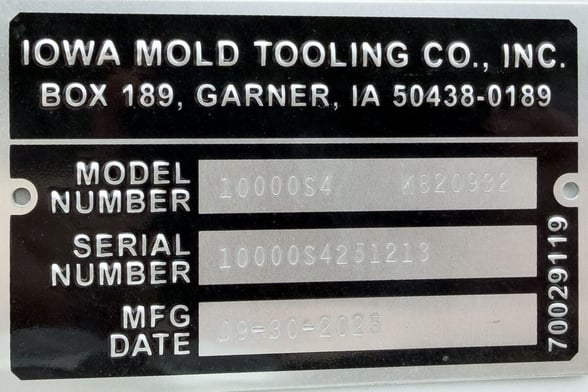 IOWA MOLD TOOLING CO., INC.
BOX 189, GARNER, IA 50438-0189
MODEL NUMBER 10000S4 K820932
SERIAL NUMBER 10000S4251213
MFG DATE 09-30-2025
70029119